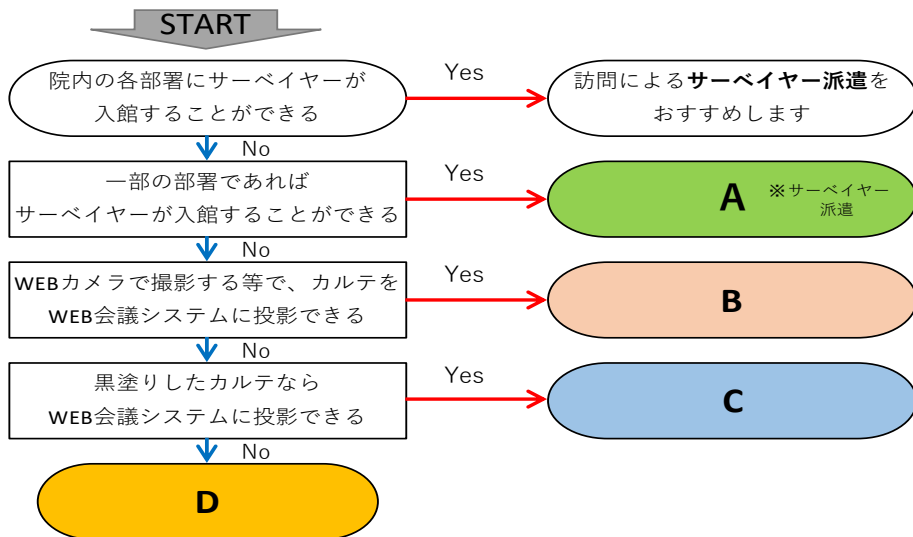 START
院内の各部署にサーベイヤーが
入館することができる
Yes
訪問によるサーベイヤー派遣を
おすすめします
No
一部の部署であれば
サーベイヤーが入館することができる
Yes
A
※サーベイヤー
派遣
No
WEBカメラで撮影する等で、カルテを
WEB会議システムに投影できる
Yes
B
No
黒塗りしたカルテなら
WEB会議システムに投影できる
Yes
C
No
D